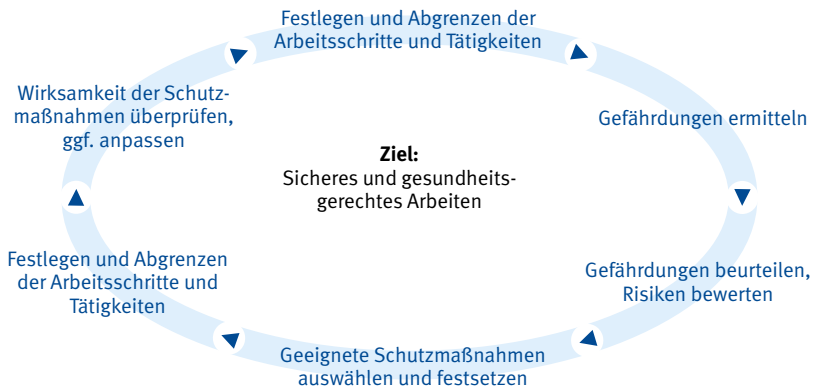 Festlegen und Abgrenzen der
Arbeitsschritte und Tätigkeiten
Gefährdungen ermitteln
Gefährdungen beurteilen,
Risiken bewerten
Geeignete Schutzmaßnahmen
auswählen und festsetzen
Festlegen und Abgrenzen
der Arbeitsschritte und
Tätigkeiten
Wirksamkeit der Schutz-
maßnahmen überprüfen,
ggf. anpassen
Ziel:
Sicheres und gesundheits-
gerechtes Arbeiten